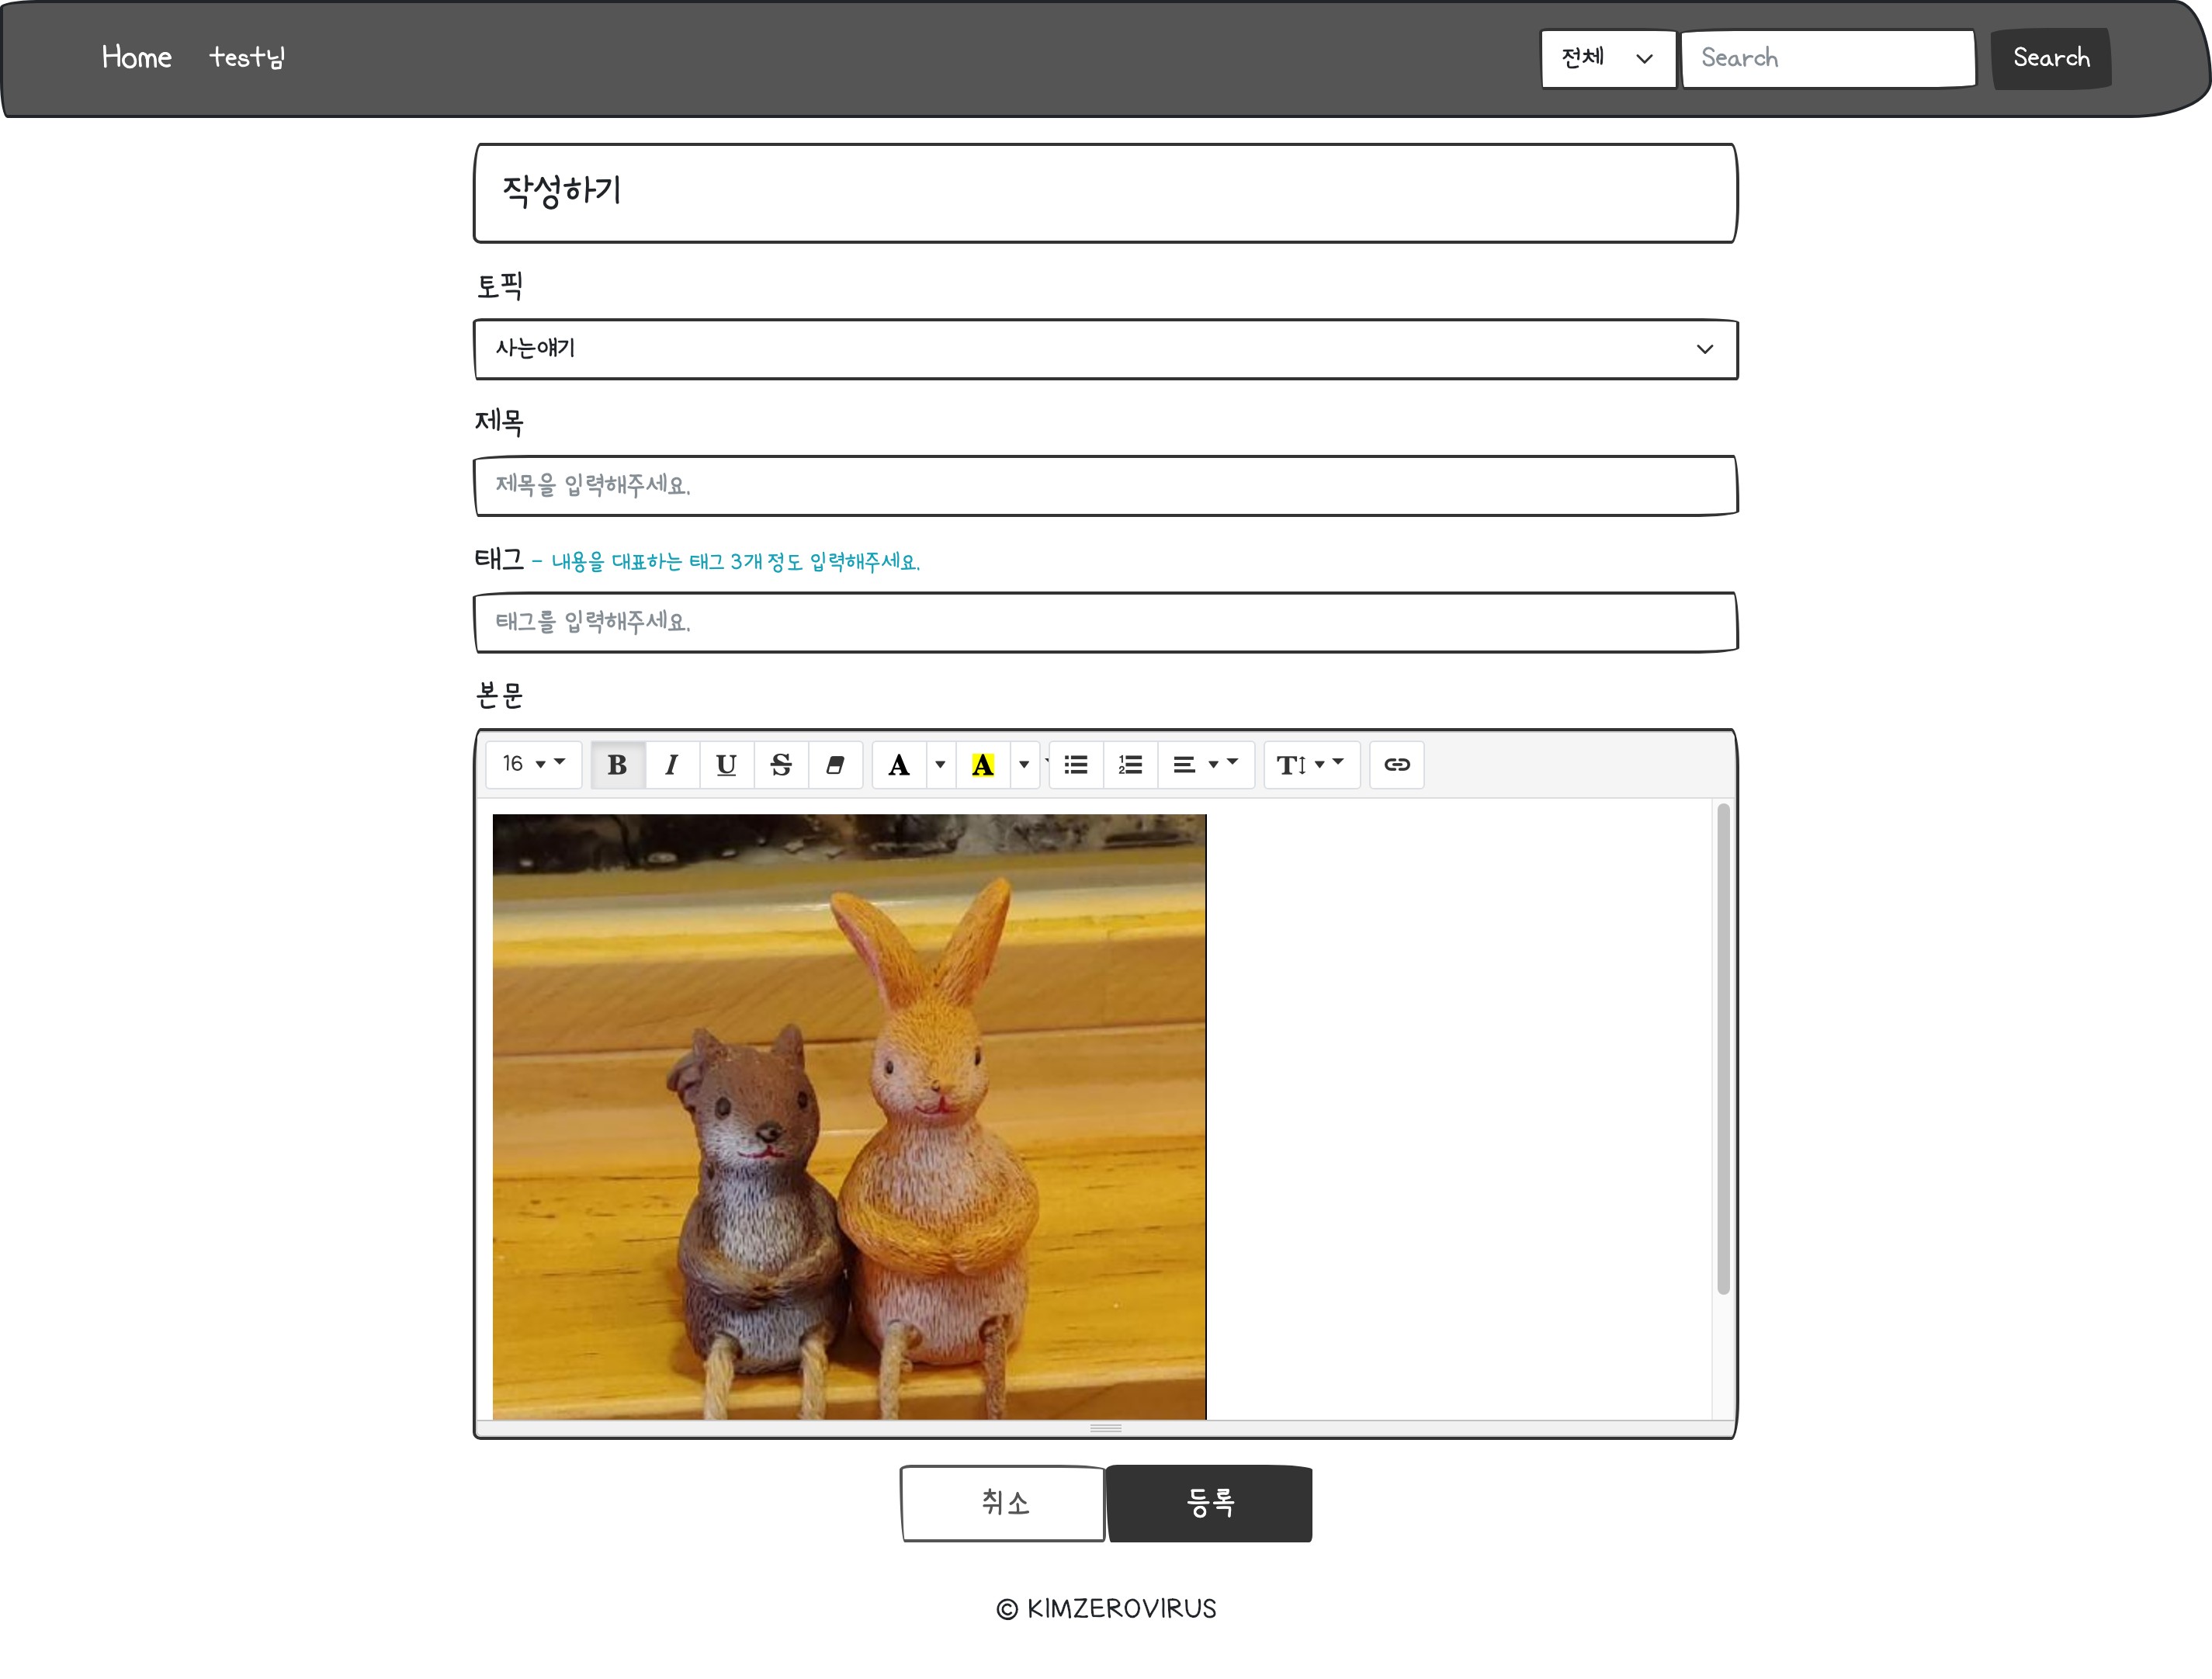 Home test님 전체 Search Search
작성하기
토픽
사는얘기
제목
제목을 입력해주세요.
태그 - 내용을 대표하는 태그 3개 정도 입력해주세요.
태그를 입력해주세요.
본문
16 B I U S A A T
취소 등록
© KIMZEROVIRUS